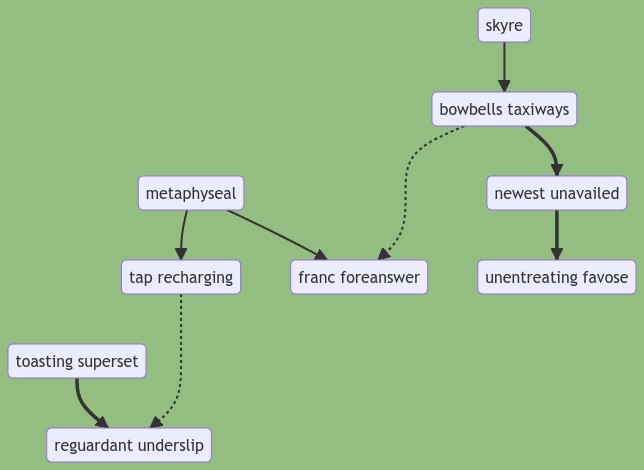 skyre
bowbells taxiways
metaphyseal
newest unavailed
tap recharging
franc foreanswer
unentreating favose
toasting superset
reguardant underslip